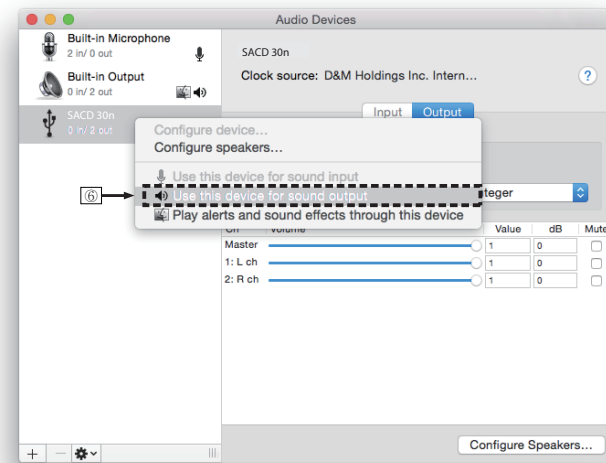 Audio Devices
Built-in Microphone
2 in/ 0 out
Built-in Output
0 in/ 2 out
SACD 30n
0 in/ 2 out
SACD 30n
Clock source: D&M Holdings Inc. Intern...
?
Input Output
Configure device...
Configure speakers...
Use this device for sound input
⑥ Use this device for sound output
Play alerts and sound effects through this device
teger
Ch Volume Value dB Mute
Master 1 0
1: L ch 1 0
2: R ch 1 0
+ −
Configure Speakers...